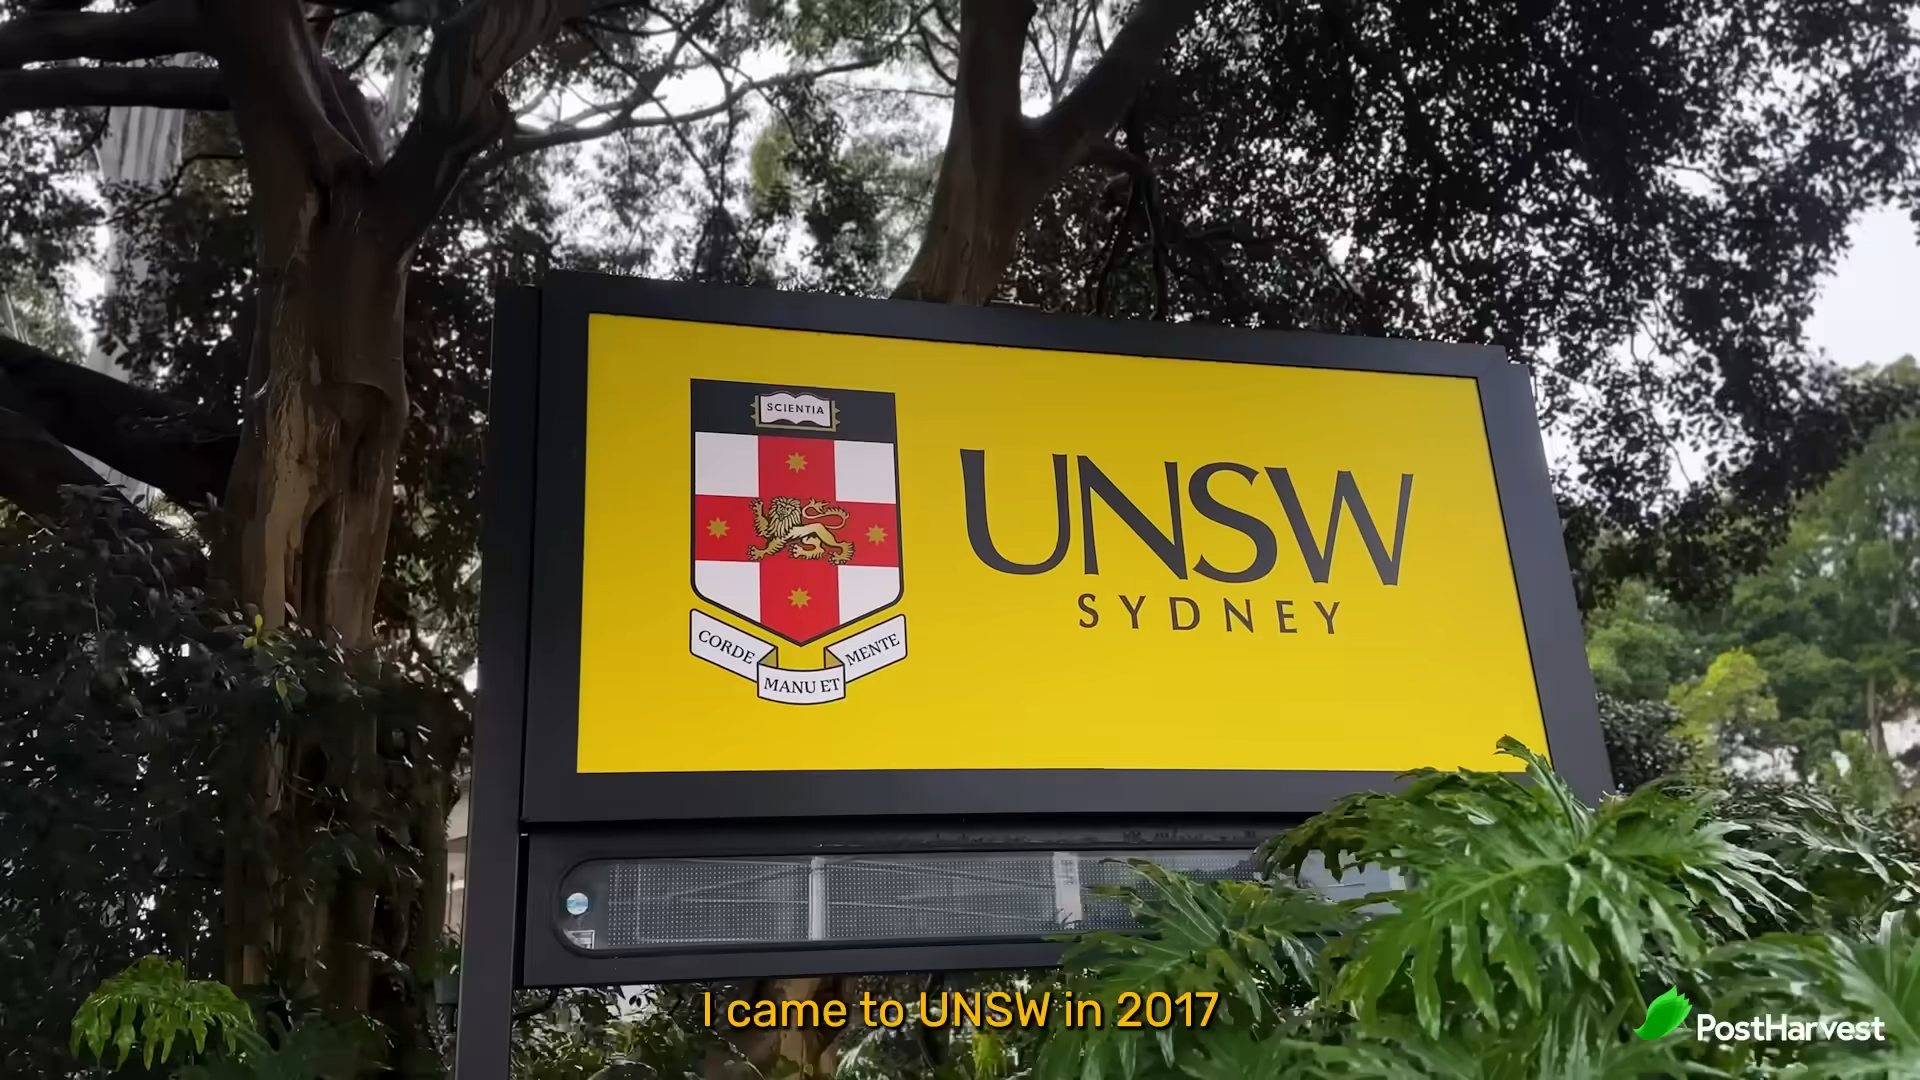 SCIENTIA
UNSW
SYDNEY
CORDE
MANU ET
MENTE
I came to UNSW in 2017
PostHarvest